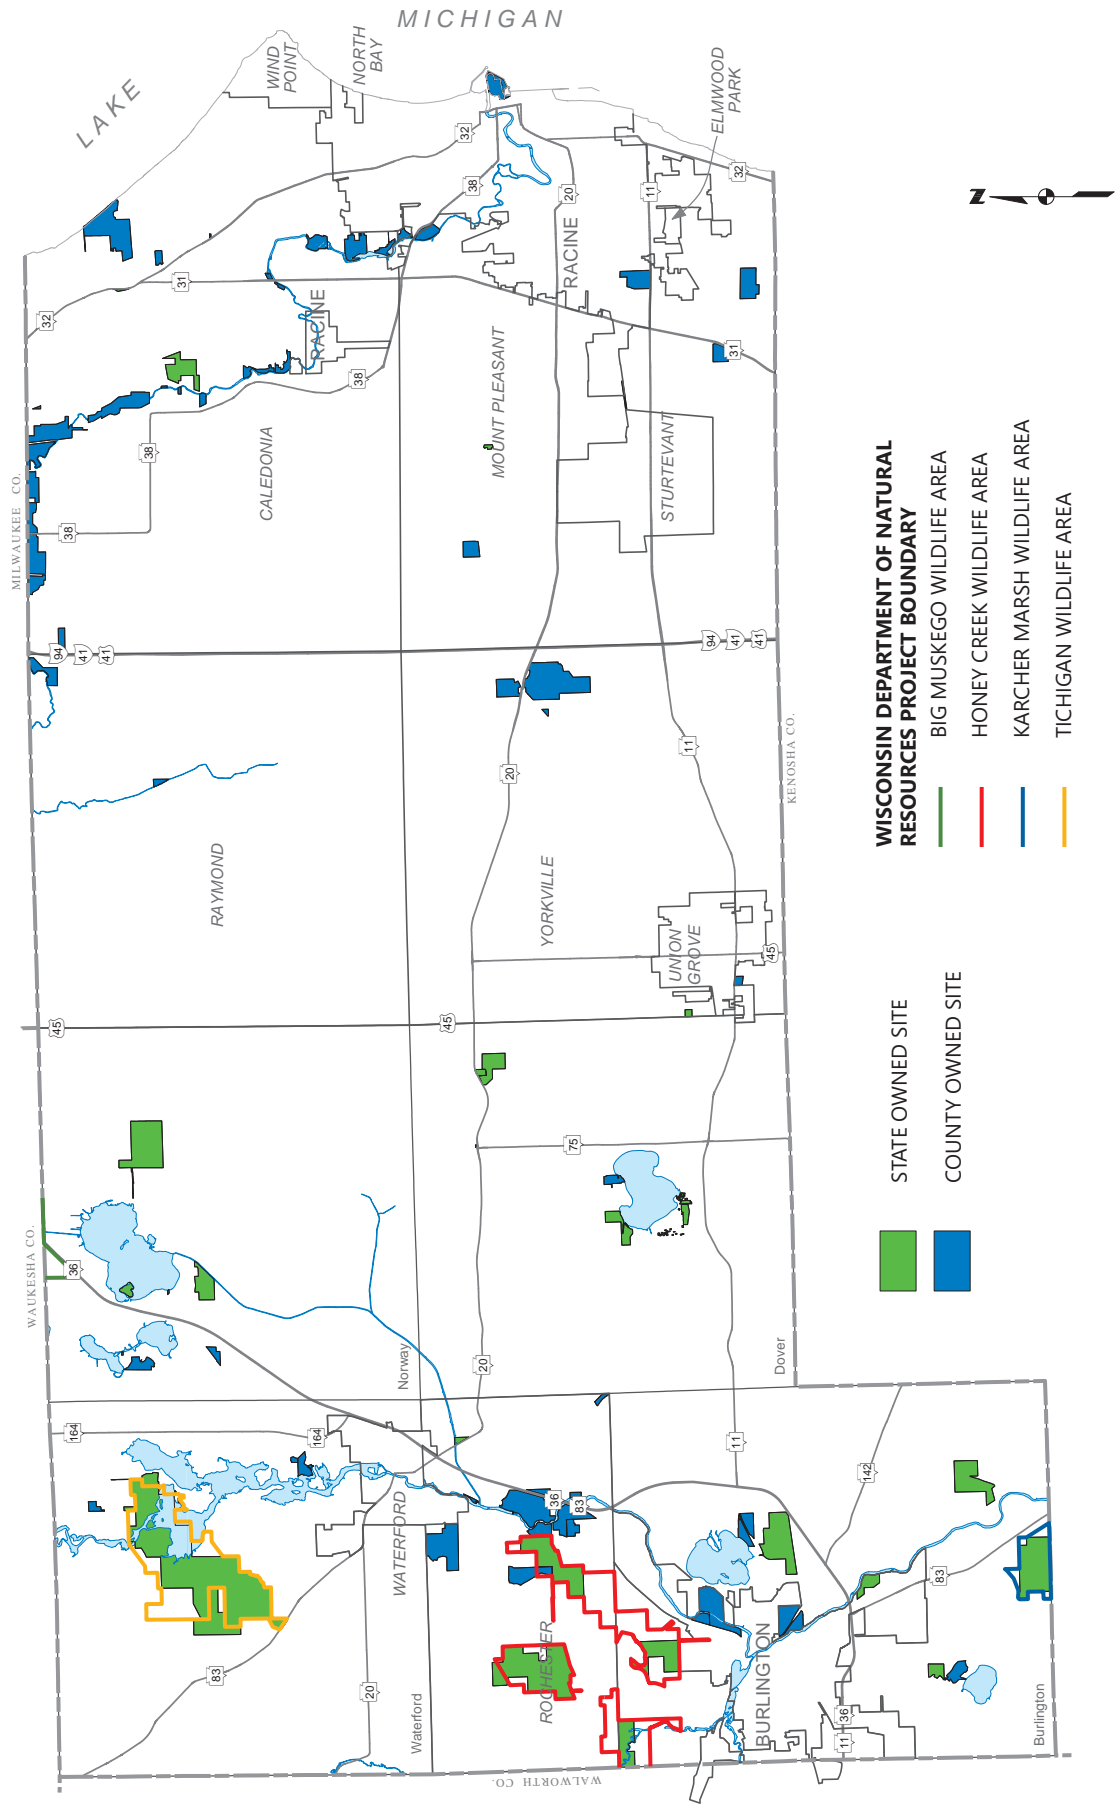 LAKE
MICHIGAN
WIND
POINT
NORTH
BAY
ELMWOOD
PARK
MILWAUKEE CO.
WAUKESHA CO.
KENOSHA CO.
WALWORTH CO.
CALEDONIA
RACINE
RACINE
MOUNT PLEASANT
STURTEVANT
RAYMOND
YORKVILLE
UNION
GROVE
Norway
Dover
WATERFORD
Waterford
ROCHESTER
BURLINGTON
Burlington
32
31
38
38
38
32
38
20
11
32
31
94
41
41
94
41
41
20
11
45
45
45
75
36
20
164
164
11
142
36
83
83
20
83
36
11
Z
STATE OWNED SITE
COUNTY OWNED SITE
WISCONSIN DEPARTMENT OF NATURAL
RESOURCES PROJECT BOUNDARY
BIG MUSKEGO WILDLIFE AREA
HONEY CREEK WILDLIFE AREA
KARCHER MARSH WILDLIFE AREA
TICHIGAN WILDLIFE AREA